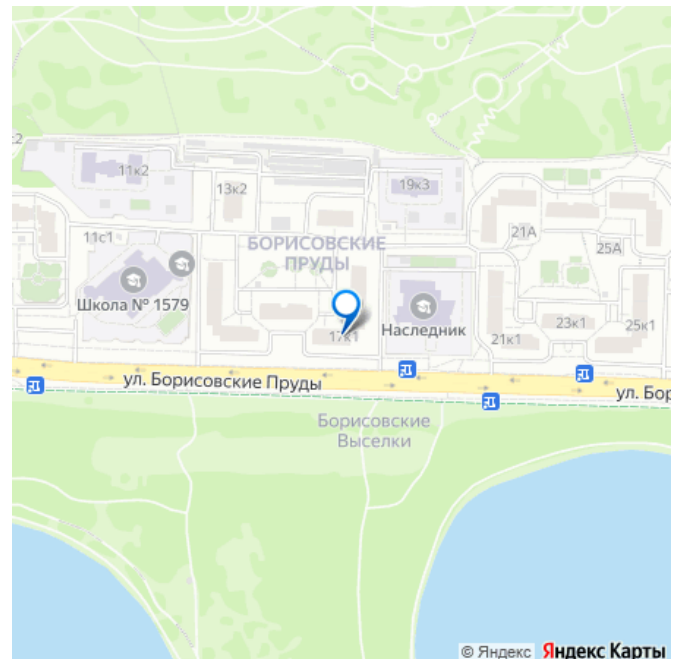 11к2
19к3
13к2
21А
11с1
БОРИСОВСКИЕ
ПРУДЫ
25А
Школа № 1579
Наследник
17к1
21к1
23к1
25к1
ул. Борисовские Пруды
ул. Бор
Борисовские
Выселки
© Яндекс Яндекс Карты